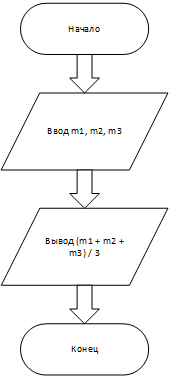 Начало
Ввод m1, m2, m3
Вывод (m1 + m2 +
m3) / 3
Конец